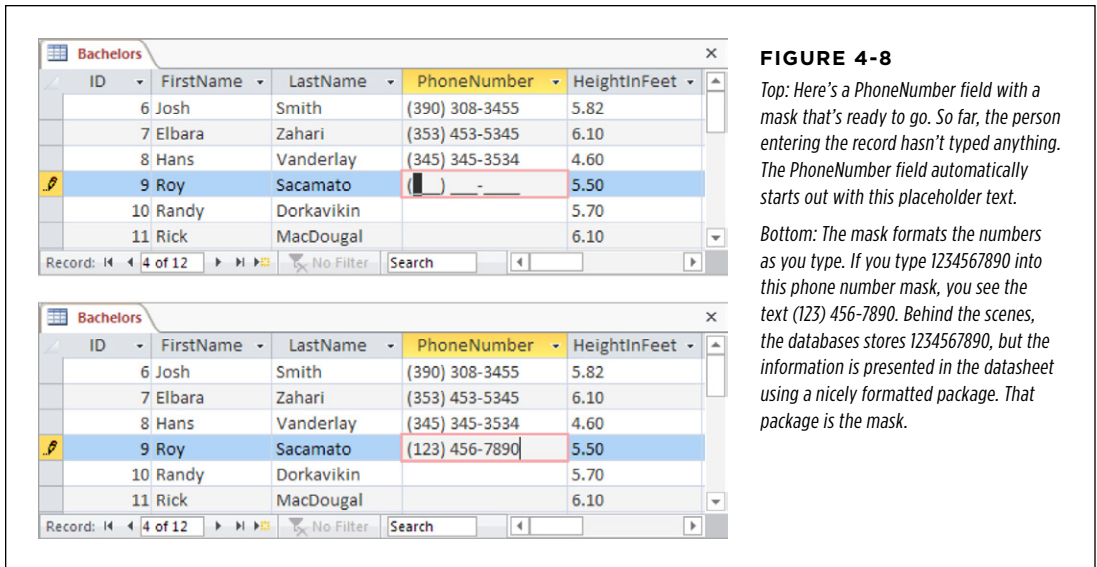 Bachelors
ID FirstName LastName PhoneNumber HeightInFeet
6 Josh Smith (390) 308-3455 5.82
7 Elbara Zahari (353) 453-5345 6.10
8 Hans Vanderlay (345) 345-3534 4.60
9 Roy Sacamato (___) ___-____ 5.50
10 Randy Dorkavikin 5.70
11 Rick MacDougal 6.10
Record: 4 of 12 No Filter Search
Bachelors
ID FirstName LastName PhoneNumber HeightInFeet
6 Josh Smith (390) 308-3455 5.82
7 Elbara Zahari (353) 453-5345 6.10
8 Hans Vanderlay (345) 345-3534 4.60
9 Roy Sacamato (123) 456-7890 5.50
10 Randy Dorkavikin 5.70
11 Rick MacDougal 6.10
Record: 4 of 12 No Filter Search
FIGURE 4-8
Top: Here's a PhoneNumber field with a
mask that's ready to go. So far, the person
entering the record hasn't typed anything.
The PhoneNumber field automatically
starts out with this placeholder text.
Bottom: The mask formats the numbers
as you type. If you type 1234567890 into
this phone number mask, you see the
text (123) 456-7890. Behind the scenes,
the databases stores 1234567890, but the
information is presented in the datasheet
using a nicely formatted package. That
package is the mask.